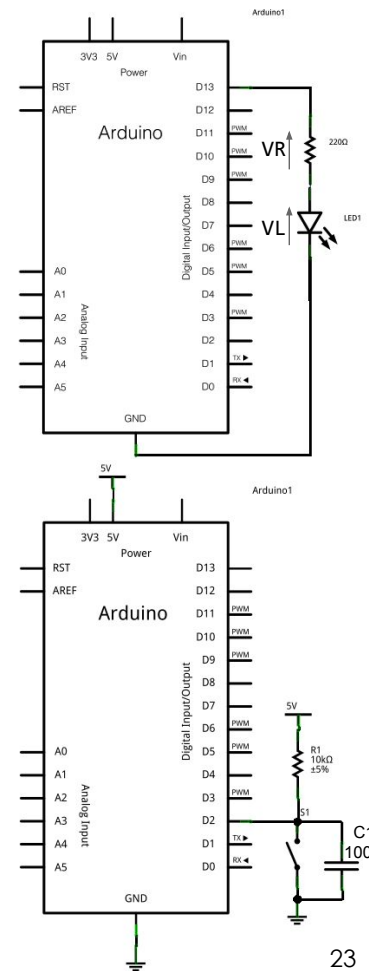 Arduino1
3V3 5V Vin
Power
RST
AREF
Arduino
D13
D12
D11 PWM
D10 PWM
D9 PWM
D8
D7
D6 PWM
D5 PWM
D4
D3 PWM
D2
D1 TX ▶
D0 RX ◀
Digital Input/Output
A0
A1
A2
A3
A4
A5
Analog Input
GND
VR
220Ω
VL
LED1
5V
Arduino1
3V3 5V Vin
Power
RST
AREF
Arduino
D13
D12
D11 PWM
D10 PWM
D9 PWM
D8
D7
D6 PWM
D5 PWM
D4
D3 PWM
D2
D1 TX ▶
D0 RX ◀
Digital Input/Output
A0
A1
A2
A3
A4
A5
Analog Input
GND
5V
R1
10kΩ
±5%
S1
C1
100
23